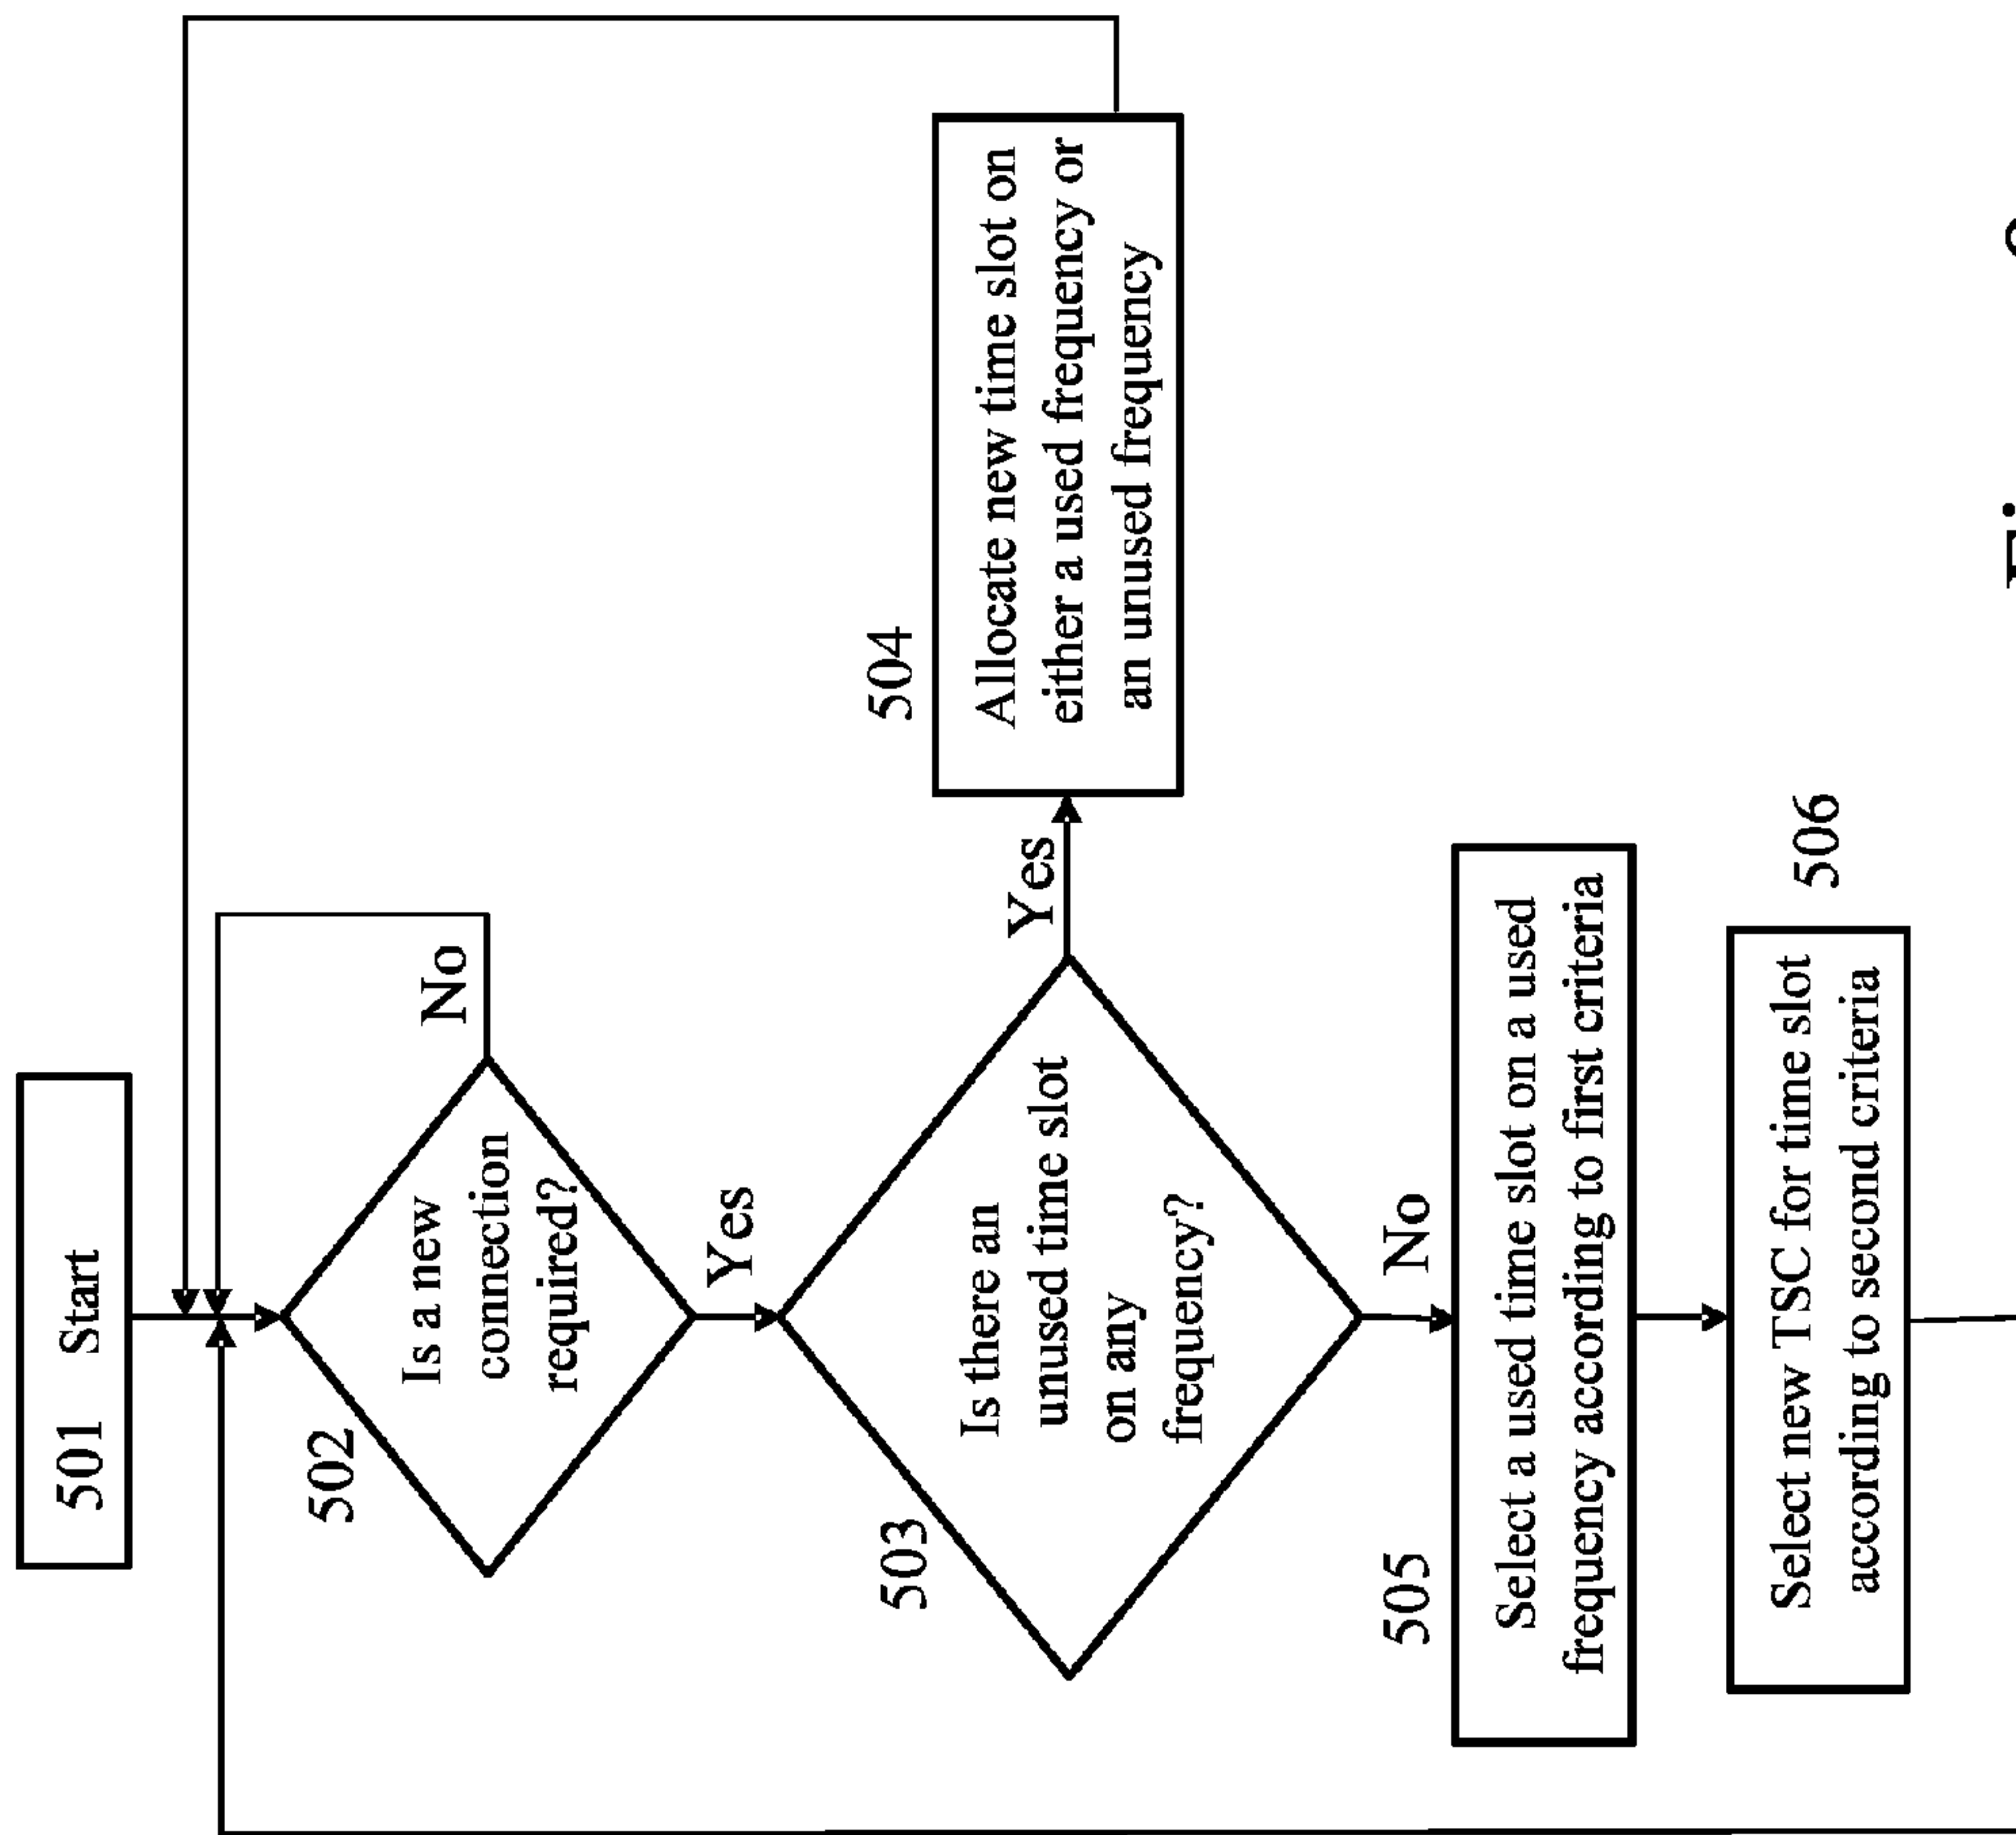 501 Start
502
Is a new
connection
required?
No
Yes
503
Is there an
unused time slot
on any
frequency?
Yes
504
Allocate new time slot on
either a used frequency or
an unused frequency
No
505
Select a used time slot on a used
frequency according to first criteria
506
Select new TSC for time slot
according to second criteria